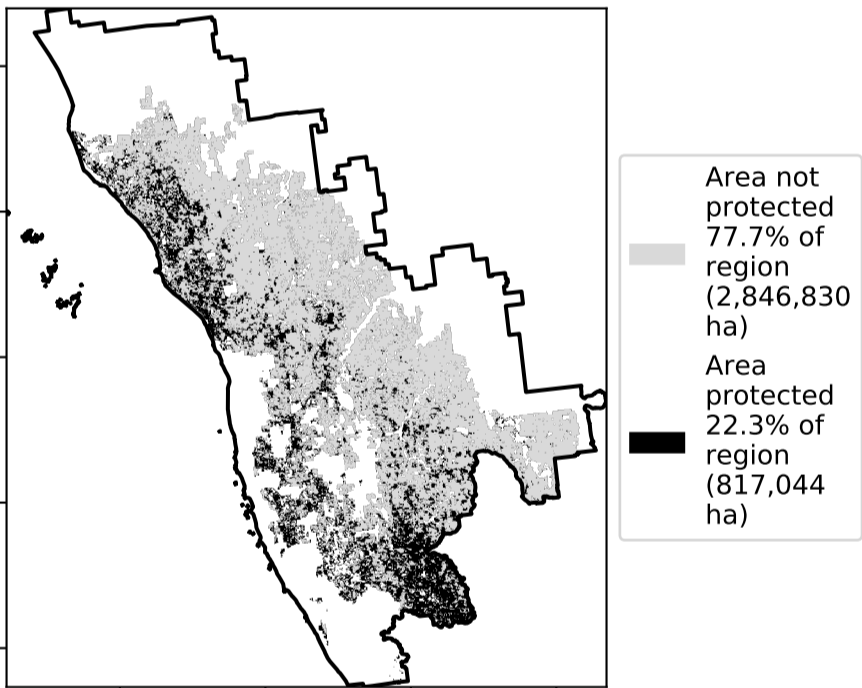 Area not
protected
77.7% of
region
(2,846,830
ha)
Area
protected
22.3% of
region
(817,044
ha)